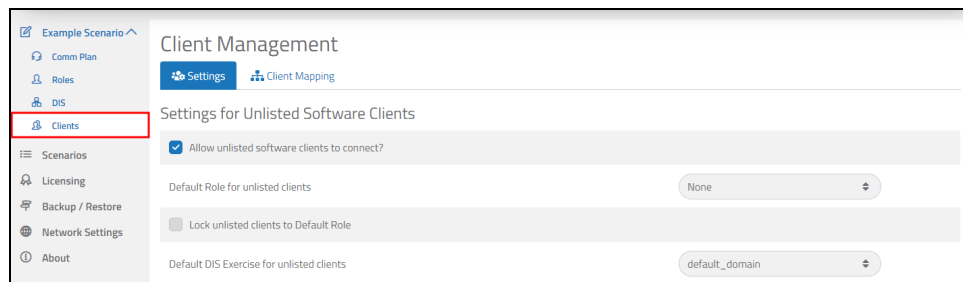 Example Scenario
Comm Plan
Roles
DIS
Clients
Scenarios
Licensing
Backup / Restore
Network Settings
About
Client Management
Settings
Client Mapping
Settings for Unlisted Software Clients
Allow unlisted software clients to connect?
Default Role for unlisted clients
None
Lock unlisted clients to Default Role
Default DIS Exercise for unlisted clients
default_domain